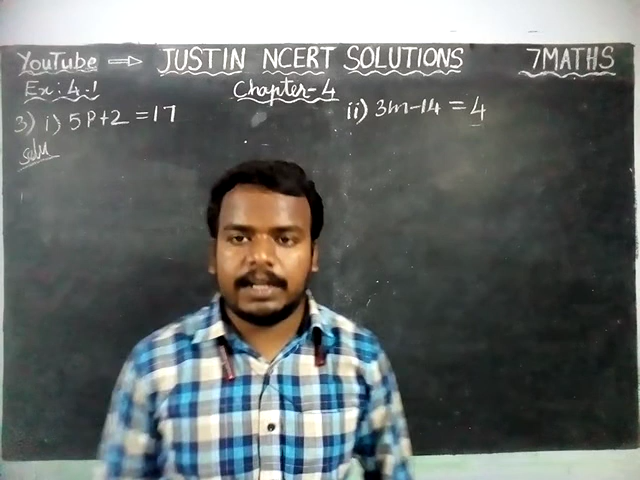 YouTube ⇒ JUSTIN NCERT SOLUTIONS 7MATHS
Ex: 4.1 Chapter-4
3) i) 5P+2 = 17 ii) 3m-14 = 4
soln